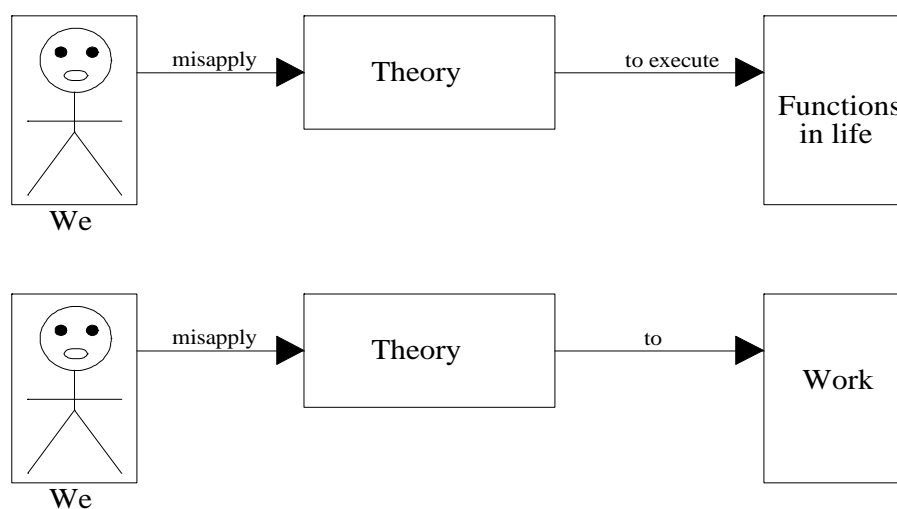 misapply
Theory
to execute
Functions
in life
We
misapply
Theory
to
Work
We